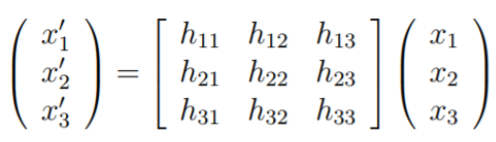 ( x′₁ ) = [ h₁₁ h₁₂ h₁₃ ] ( x₁ )
( x′₂ ) = [ h₂₁ h₂₂ h₂₃ ] ( x₂ )
( x′₃ ) = [ h₃₁ h₃₂ h₃₃ ] ( x₃ )